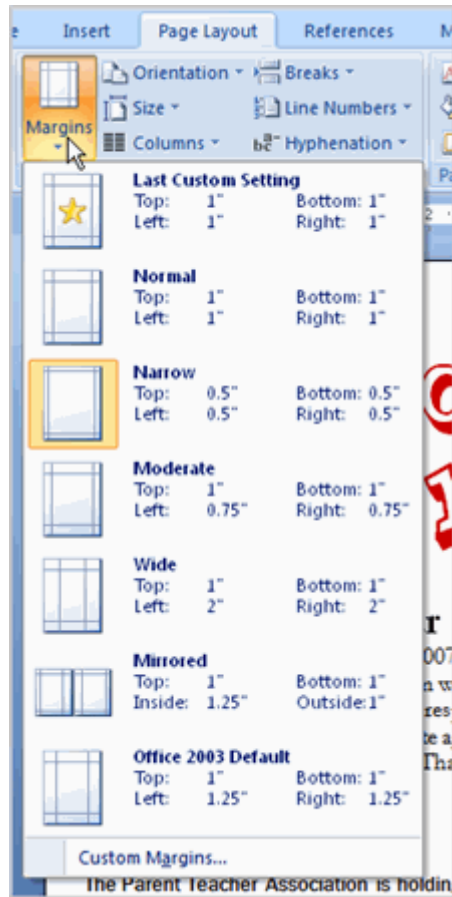 Insert Page Layout References
Margins
Orientation Breaks
Size Line Numbers
Columns Hyphenation
Last Custom Setting
Top: 1" Bottom: 1"
Left: 1" Right: 1"
Normal
Top: 1" Bottom: 1"
Left: 1" Right: 1"
Narrow
Top: 0.5" Bottom: 0.5"
Left: 0.5" Right: 0.5"
Moderate
Top: 1" Bottom: 1"
Left: 0.75" Right: 0.75"
Wide
Top: 1" Bottom: 1"
Left: 2" Right: 2"
Mirrored
Top: 1" Bottom: 1"
Inside: 1.25" Outside: 1"
Office 2003 Default
Top: 1" Bottom: 1"
Left: 1.25" Right: 1.25"
Custom Margins...
The Parent Teacher Association is holding